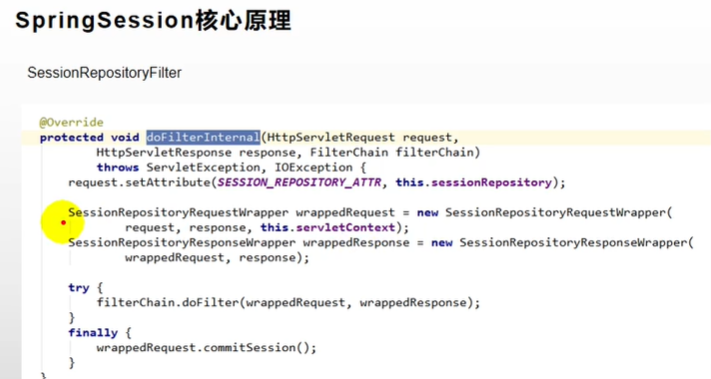 SpringSession核心原理
SessionRepositoryFilter
@Override
protected void doFilterInternal(HttpServletRequest request,
HttpServletResponse response, FilterChain filterChain)
throws ServletException, IOException {
request.setAttribute(SESSION_REPOSITORY_ATTR, this.sessionRepository);
SessionRepositoryRequestWrapper wrappedRequest = new SessionRepositoryRequestWrapper(
request, response, this.servletContext);
SessionRepositoryResponseWrapper wrappedResponse = new SessionRepositoryResponseWrapper(
wrappedRequest, response);
try {
filterChain.doFilter(wrappedRequest, wrappedResponse);
}
finally {
wrappedRequest.commitSession();
}
}